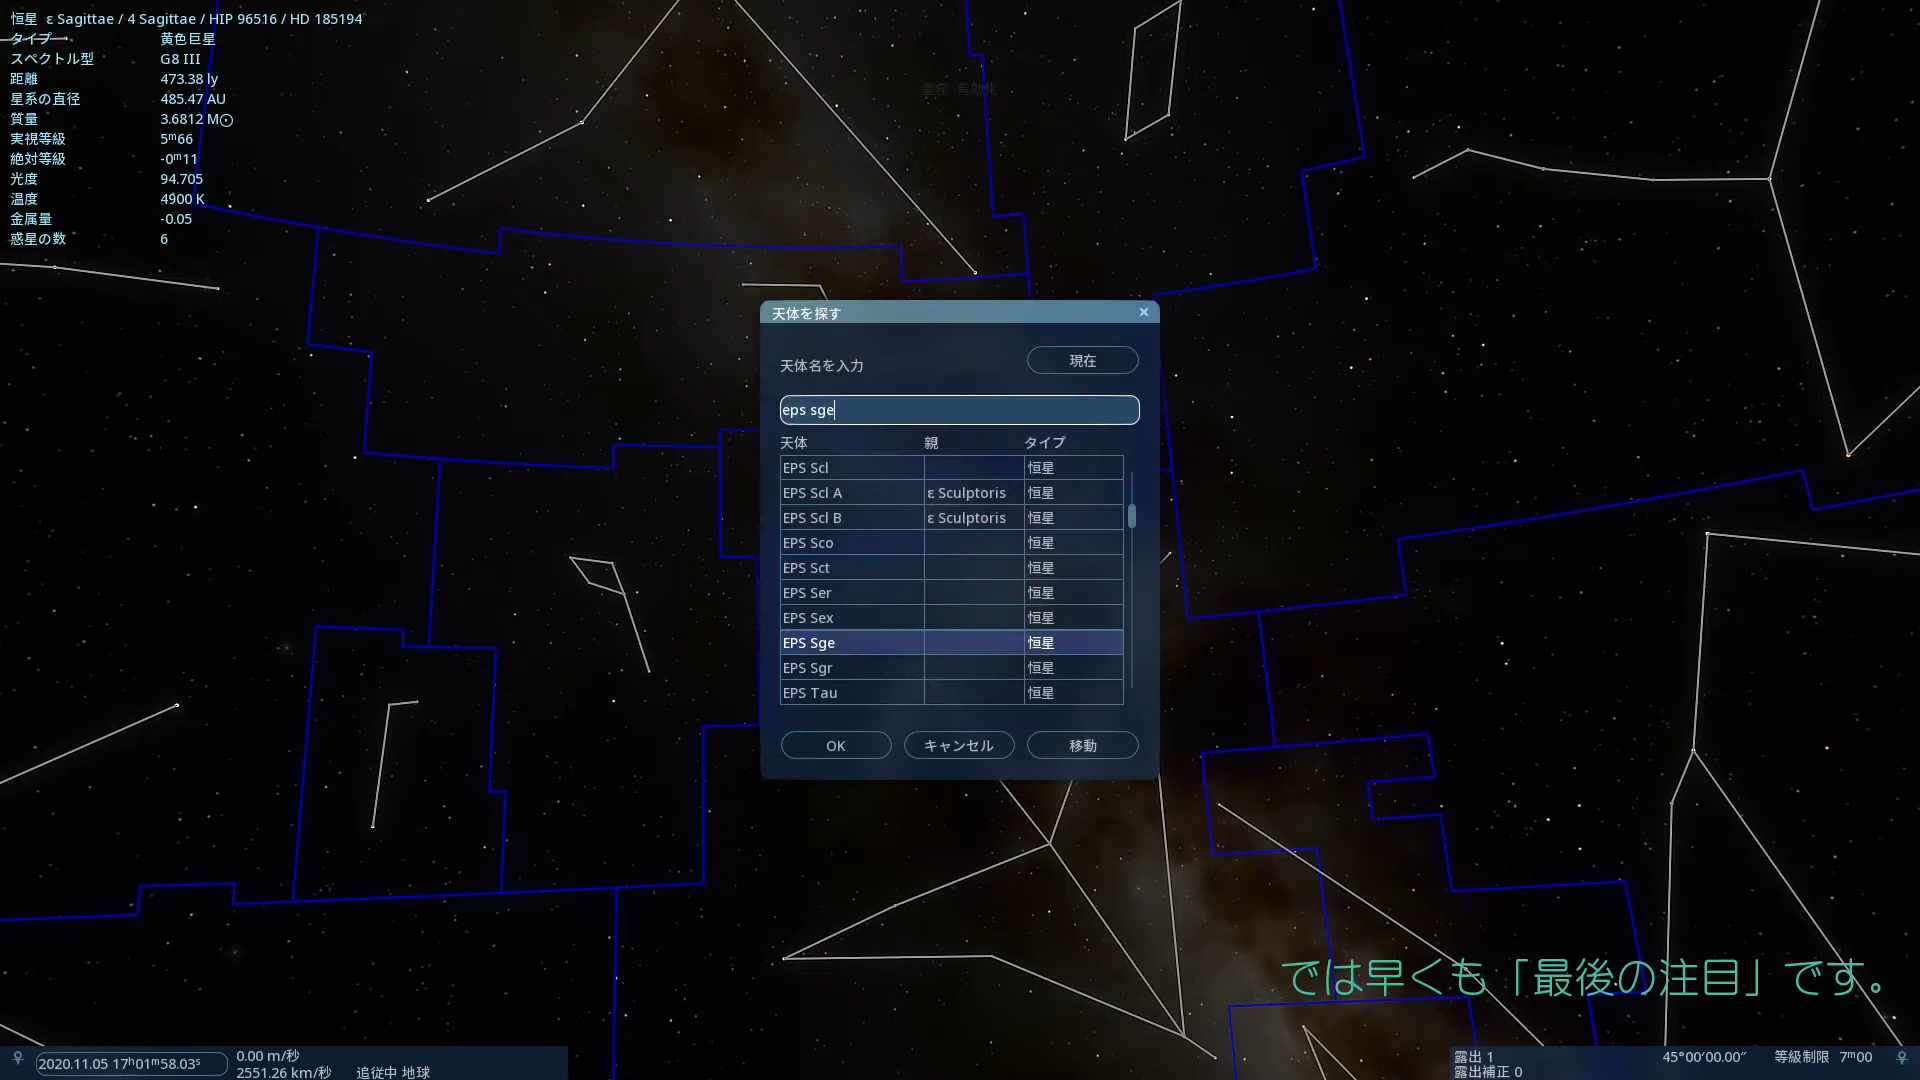 恒星 ε Sagittae / 4 Sagittae / HIP 96516 / HD 185194
タイプ 黄色巨星
スペクトル型 G8 III
距離 473.38 ly
星系の直径 485.47 AU
質量 3.6812 M☉
実視等級 5ᵐ66
絶対等級 -0ᵐ11
光度 94.705
温度 4900 K
金属量 -0.05
惑星の数 6
星座 有効化
天体を探す ×
天体名を入力 現在
eps sge
天体 親 タイプ
EPS Scl 恒星
EPS Scl A ε Sculptoris 恒星
EPS Scl B ε Sculptoris 恒星
EPS Sco 恒星
EPS Sct 恒星
EPS Ser 恒星
EPS Sex 恒星
EPS Sge 恒星
EPS Sgr 恒星
EPS Tau 恒星
OK キャンセル 移動
では早くも「最後の注目」です。
2020.11.05 17ʰ01ᵐ58.03ˢ
0.00 m/秒
2551.26 km/秒 追従中 地球
露出 1 45°00′00.00″ 等級制限 7ᵐ00
露出補正 0